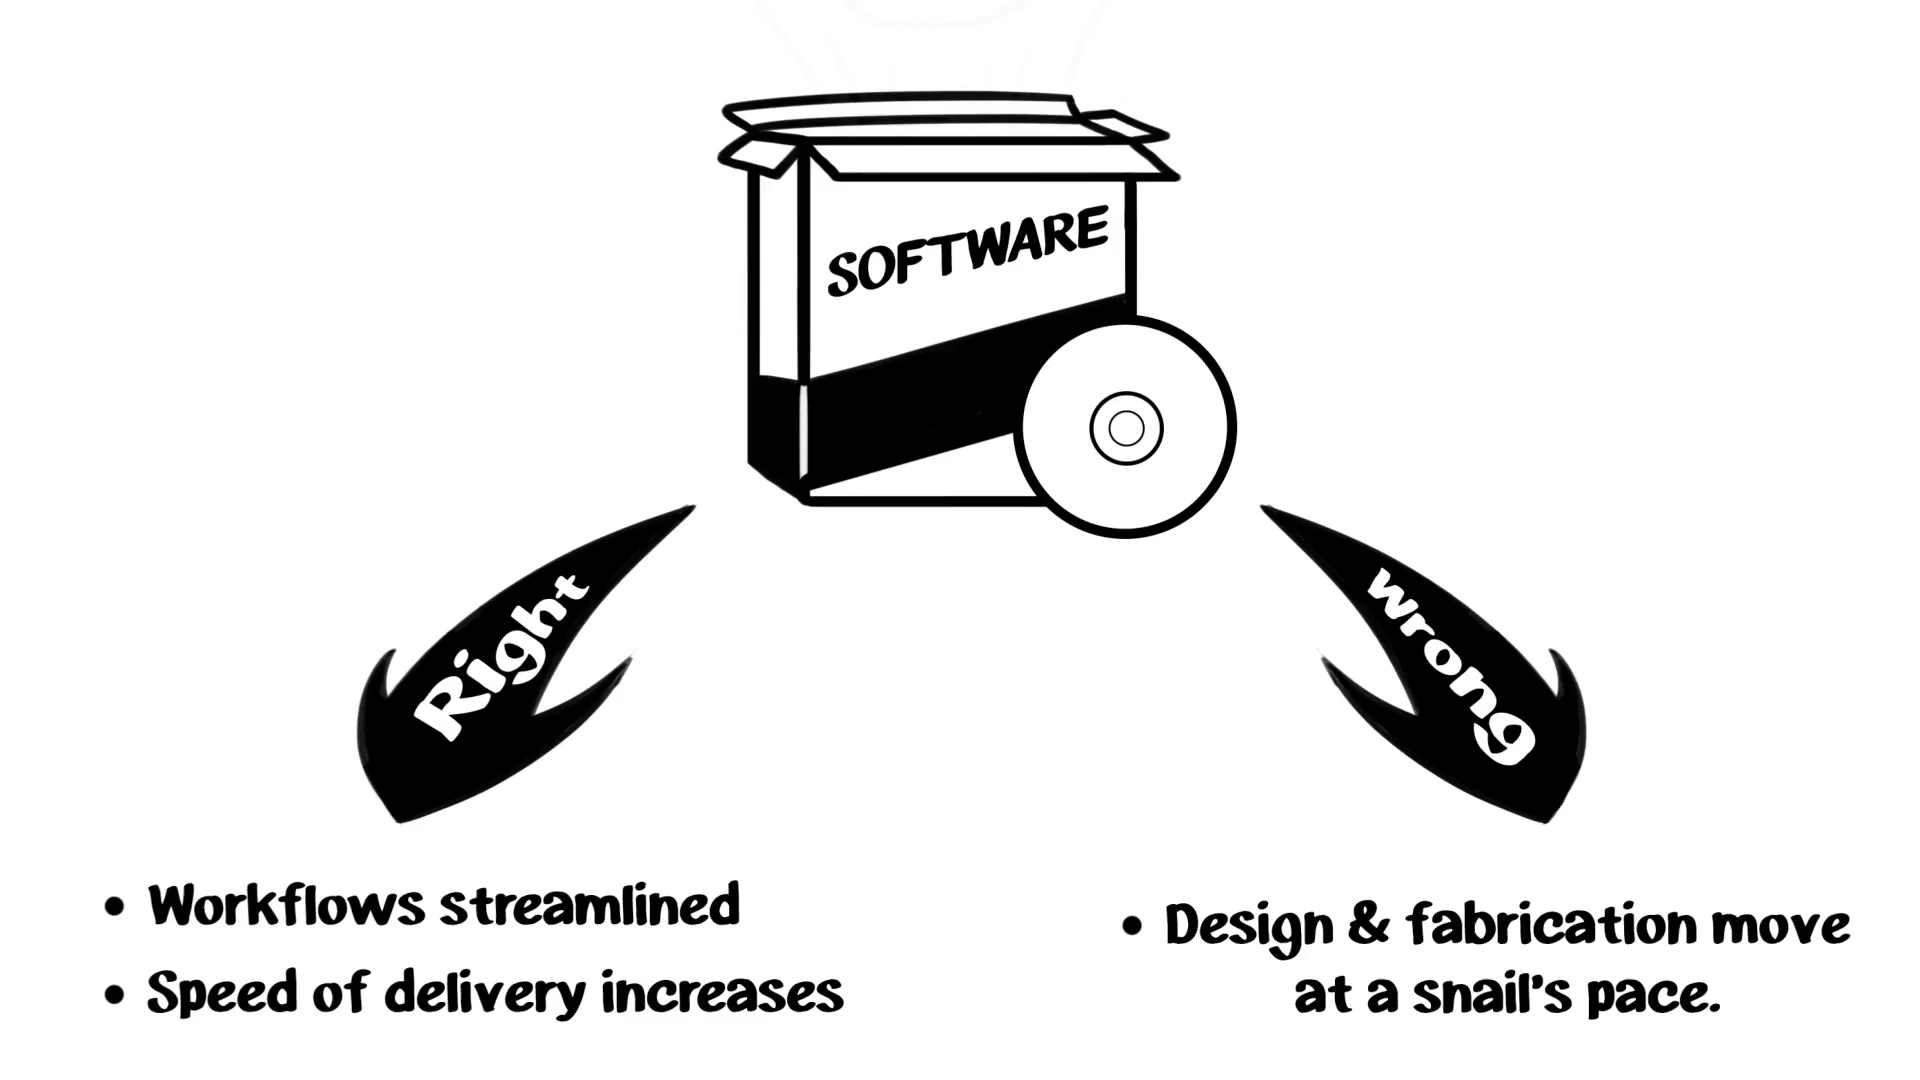 SOFTWARE
Right
wrong
• Workflows streamlined
• Speed of delivery increases
• Design & fabrication move
at a snail's pace.